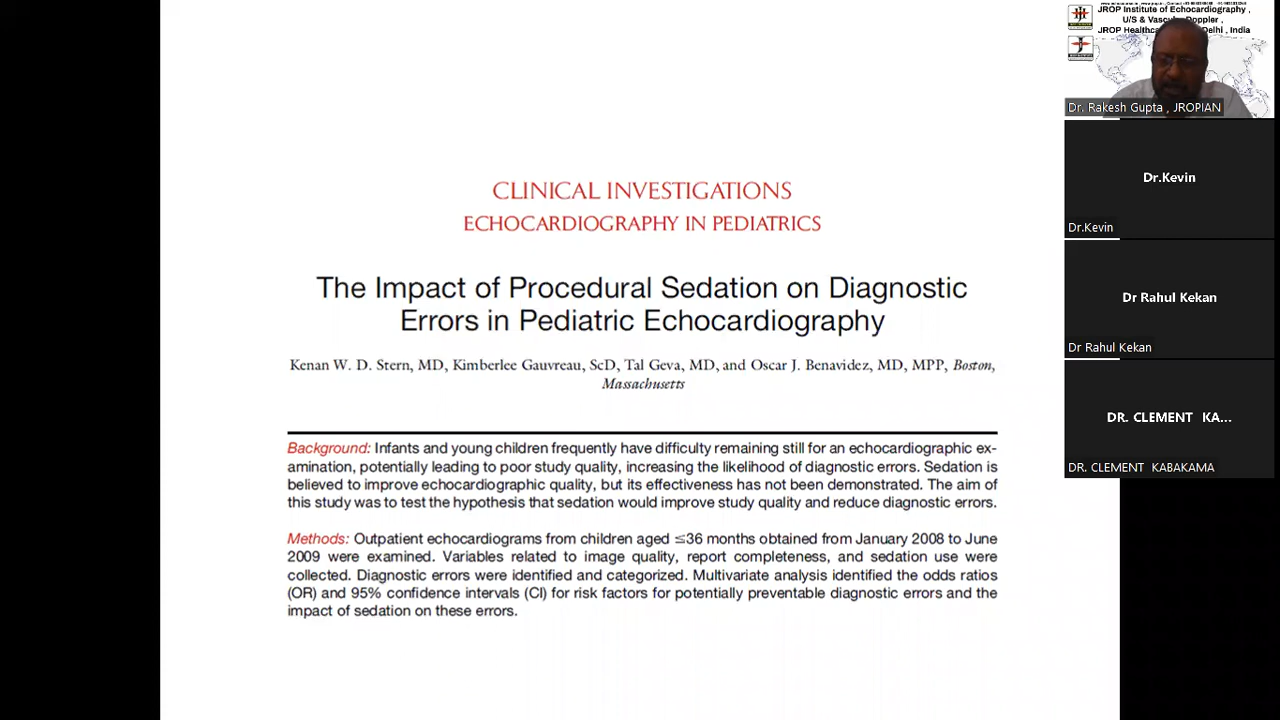 CLINICAL INVESTIGATIONS
ECHOCARDIOGRAPHY IN PEDIATRICS
The Impact of Procedural Sedation on Diagnostic
Errors in Pediatric Echocardiography
Kenan W. D. Stern, MD, Kimberlee Gauvreau, ScD, Tal Geva, MD, and Oscar J. Benavidez, MD, MPP, Boston,
Massachusetts
Background: Infants and young children frequently have difficulty remaining still for an echocardiographic ex-
amination, potentially leading to poor study quality, increasing the likelihood of diagnostic errors. Sedation is
believed to improve echocardiographic quality, but its effectiveness has not been demonstrated. The aim of
this study was to test the hypothesis that sedation would improve study quality and reduce diagnostic errors.
Methods: Outpatient echocardiograms from children aged ≤36 months obtained from January 2008 to June
2009 were examined. Variables related to image quality, report completeness, and sedation use were
collected. Diagnostic errors were identified and categorized. Multivariate analysis identified the odds ratios
(OR) and 95% confidence intervals (CI) for risk factors for potentially preventable diagnostic errors and the
impact of sedation on these errors.
JROP Institute of Echocardiography ,
U/S & Vascu Doppler ,
JROP Healthca elhi , India
Dr. Rakesh Gupta , JROPIAN
Dr.Kevin
Dr.Kevin
Dr Rahul Kekan
Dr Rahul Kekan
DR. CLEMENT KA...
DR. CLEMENT KABAKAMA